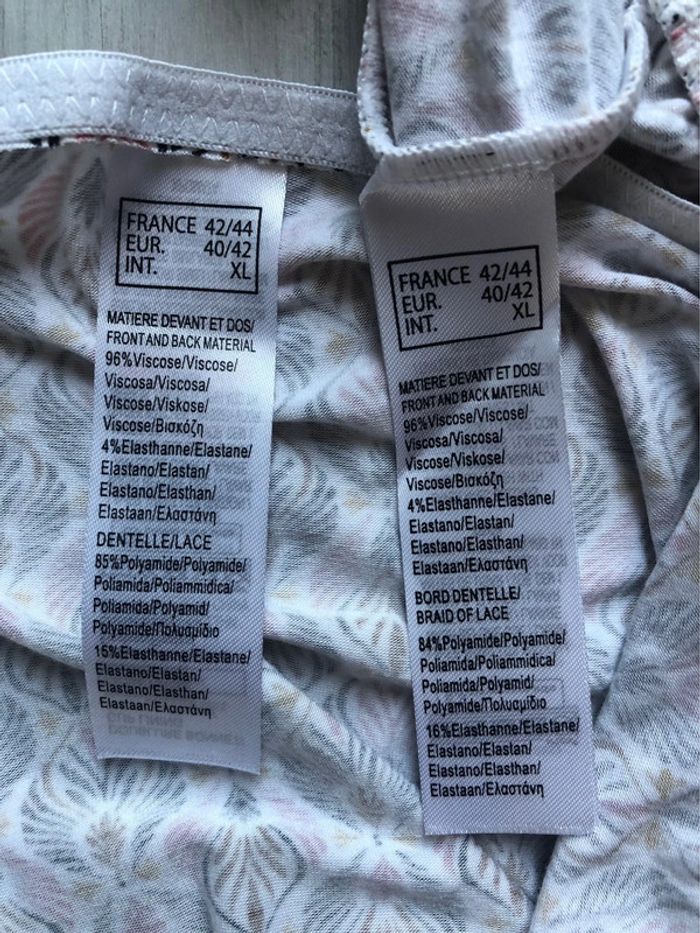 FRANCE 42/44
EUR. 40/42
INT. XL
MATIERE DEVANT ET DOS/
FRONT AND BACK MATERIAL
96%Viscose/Viscose/
Viscosa/Viscosa/
Viscose/Viskose/
Viscose/Βισκόζη
4%Elasthanne/Elastane/
Elastano/Elastan/
Elastano/Elasthan/
Elastaan/Ελαστάνη
DENTELLE/LACE
85%Polyamide/Polyamide/
Poliamida/Poliammidica/
Poliamida/Polyamid/
Polyamide/Πολυαμίδιο
15%Elasthanne/Elastane/
Elastano/Elastan/
Elastano/Elasthan/
Elastaan/Ελαστάνη
FRANCE 42/44
EUR. 40/42
INT. XL
MATIERE DEVANT ET DOS/
FRONT AND BACK MATERIAL
96%Viscose/Viscose/
Viscosa/Viscosa/
Viscose/Viskose/
Viscose/Βισκόζη
4%Elasthanne/Elastane/
Elastano/Elastan/
Elastano/Elasthan/
Elastaan/Ελαστάνη
BORD DENTELLE/
BRAID OF LACE
84%Polyamide/Polyamide/
Poliamida/Poliammidica/
Poliamida/Polyamid/
Polyamide/Πολυαμίδιο
16%Elasthanne/Elastane/
Elastano/Elastan/
Elastano/Elasthan/
Elastaan/Ελαστάνη